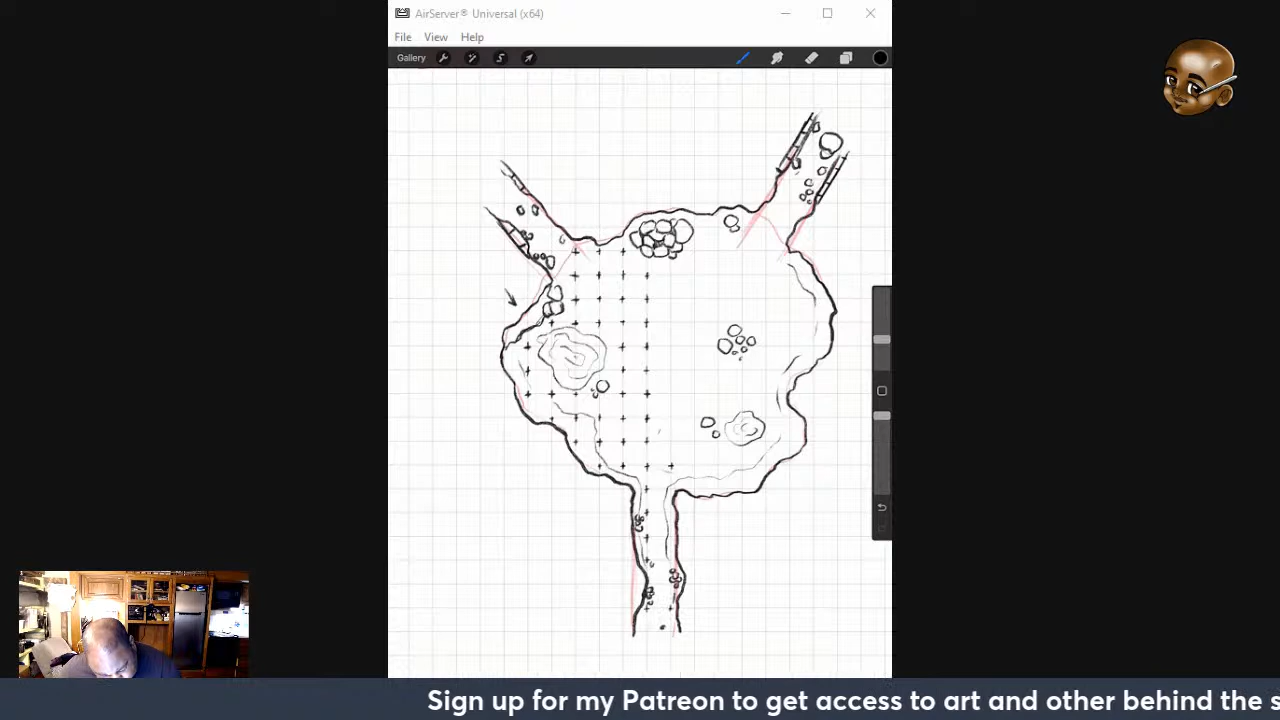 AirServer® Universal (x64)
File View Help
Gallery
Sign up for my Patreon to get access to art and other behind the s